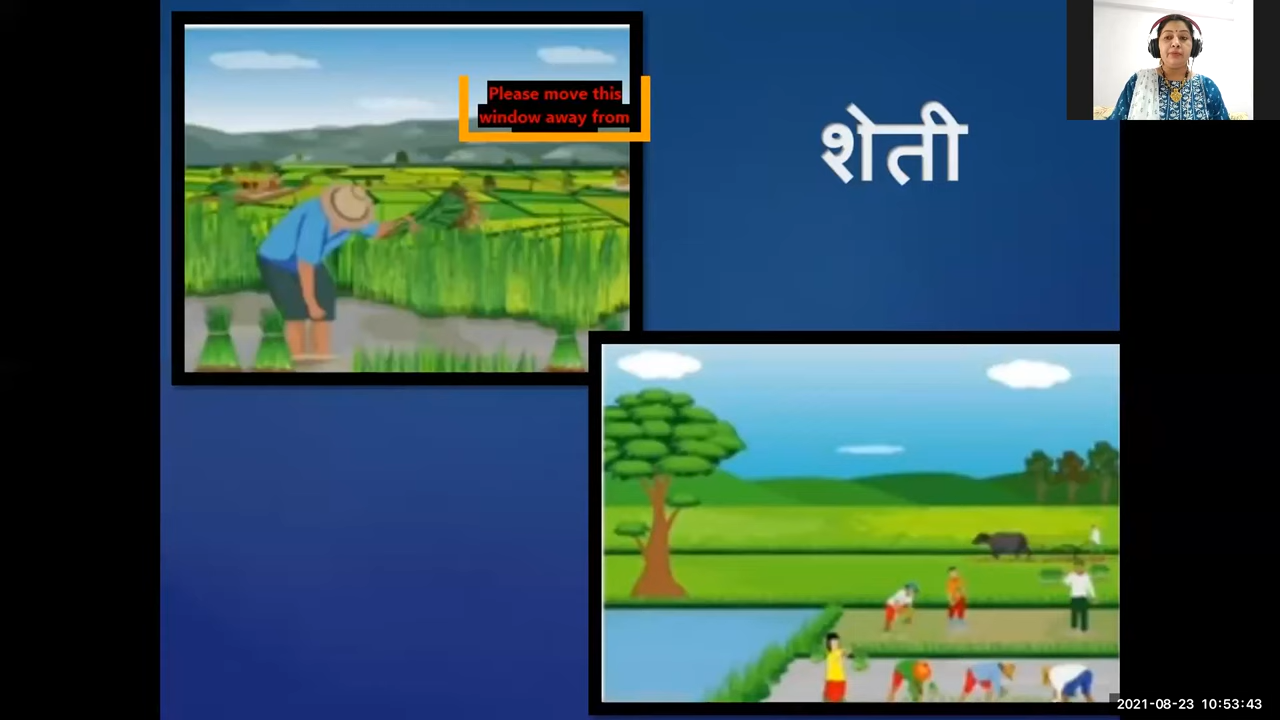 Please move this
window away from
शेती
2021-08-23 10:53:43